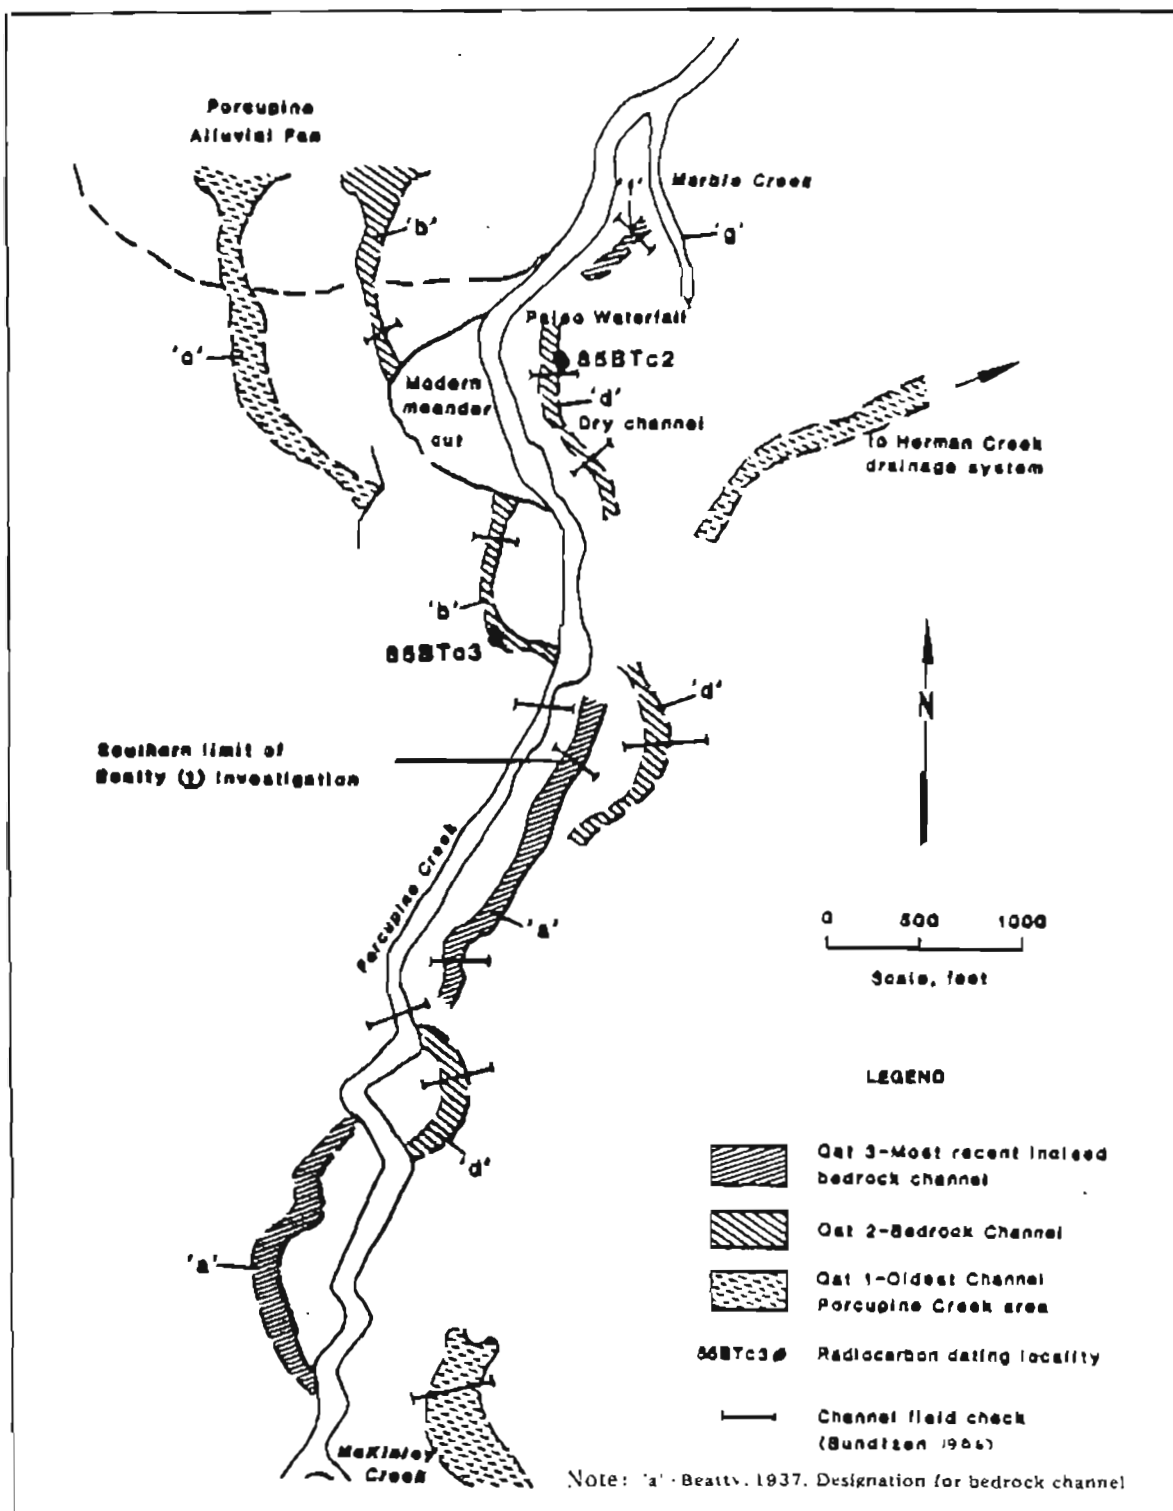 Porcupine
Alluvial Fan
Marble Creek
'f'
'g'
'b'
'c'
Paleo Waterfall
85BTc2
Modern
meander
cut
'd'
Dry channel
To Herman Creek
drainage system
'b'
85BTc3
'd'
N
Southern limit of
Beatty (1) investigation
Porcupine Creek
'a'
0 500 1000
Scale, feet
'd'
'a'
McKinley
Creek
LEGEND
Qat 3-Most recent incised
bedrock channel
Qat 2-Bedrock Channel
Qat 1-Oldest Channel
Porcupine Creek area
85BTc3 Radiocarbon dating locality
Channel field check
(Bundtzen 1986)
Note: 'a' - Beatty, 1937, Designation for bedrock channel